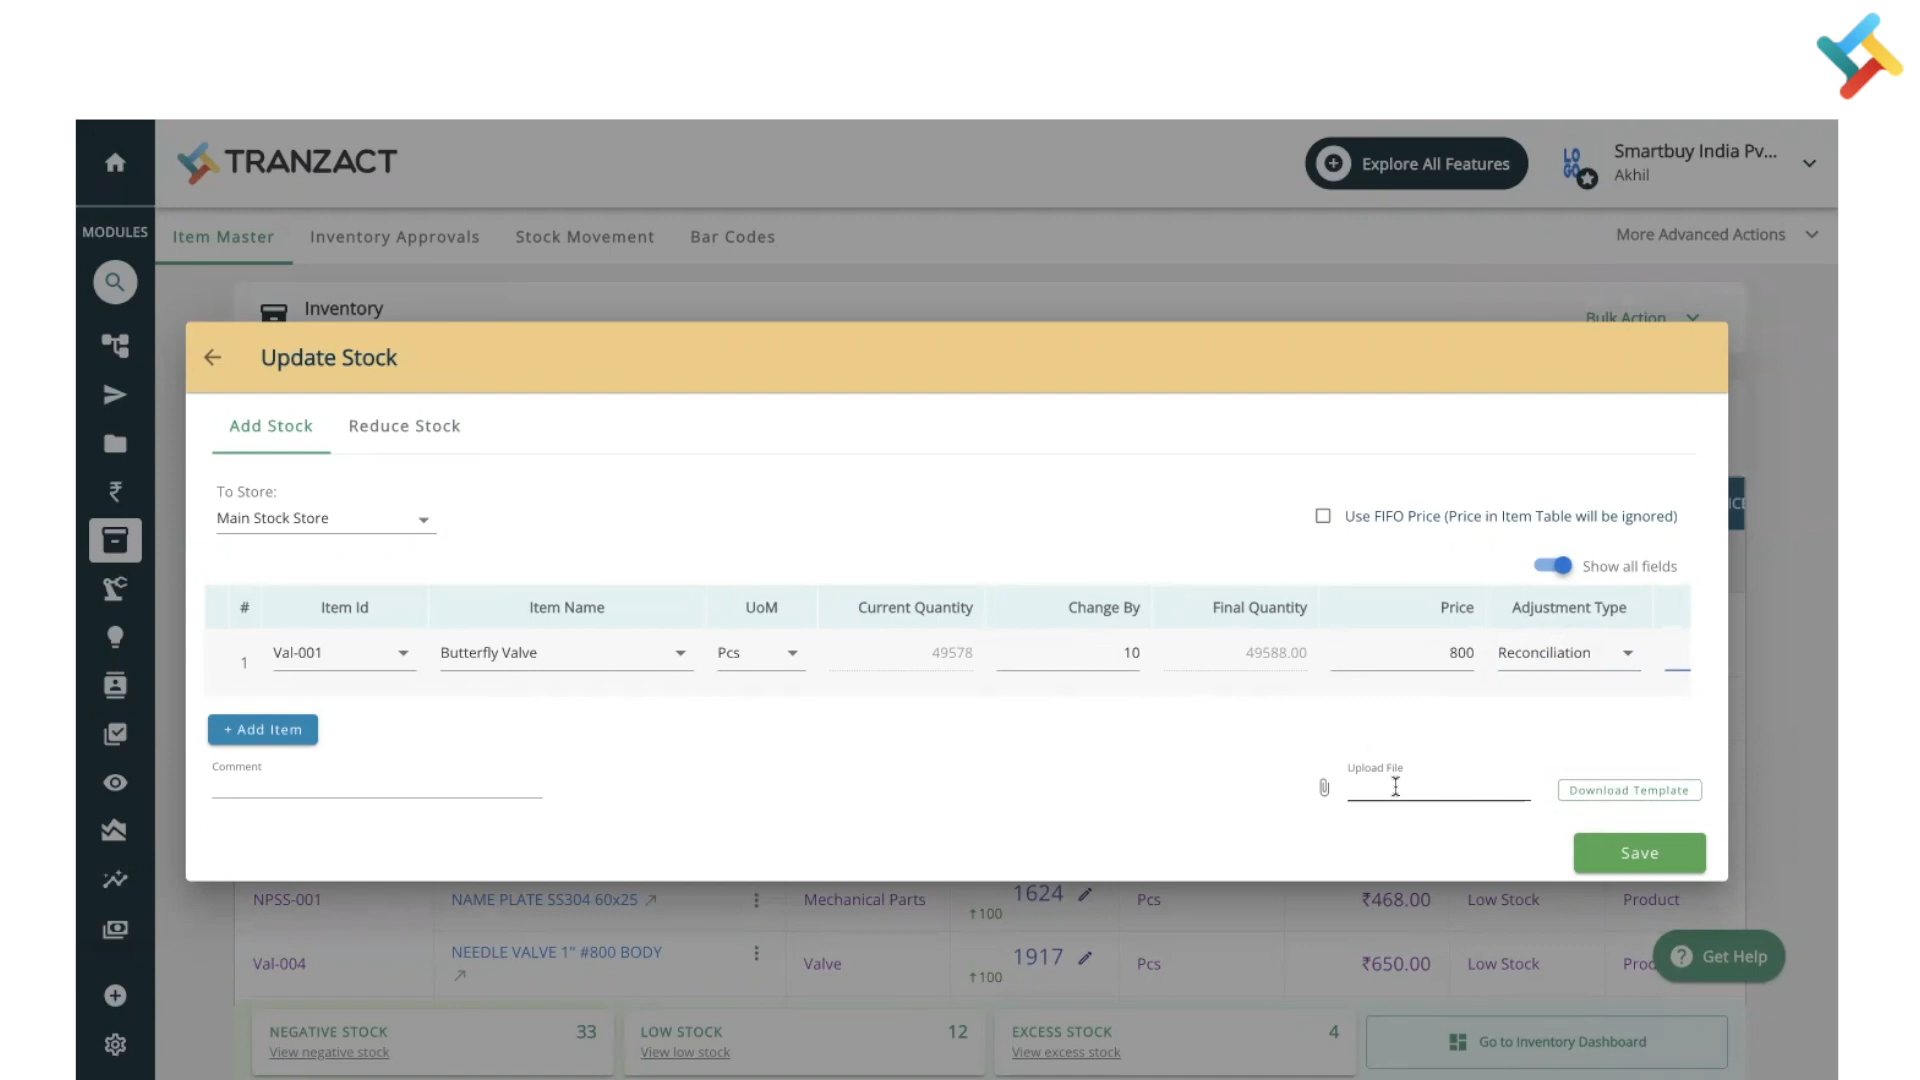 TRANZACT
Explore All Features
LOGO
Smartbuy India Pv...
Akhil
MODULES
Item Master
Inventory Approvals
Stock Movement
Bar Codes
More Advanced Actions
Inventory
Bulk Action
Update Stock
Add Stock
Reduce Stock
To Store:
Main Stock Store
Use FIFO Price (Price in Item Table will be ignored)
Show all fields
# Item Id Item Name UoM Current Quantity Change By Final Quantity Price Adjustment Type
1 Val-001 Butterfly Valve Pcs 49578 10 49588.00 800 Reconciliation
+ Add Item
Comment
Upload File
Download Template
Save
NPSS-001 NAME PLATE SS304 60x25 Mechanical Parts 1624 ↑100 Pcs ₹468.00 Low Stock Product
Val-004 NEEDLE VALVE 1" #800 BODY Valve 1917 ↑100 Pcs ₹650.00 Low Stock
Get Help
NEGATIVE STOCK 33
View negative stock
LOW STOCK 12
View low stock
EXCESS STOCK 4
View excess stock
Go to Inventory Dashboard